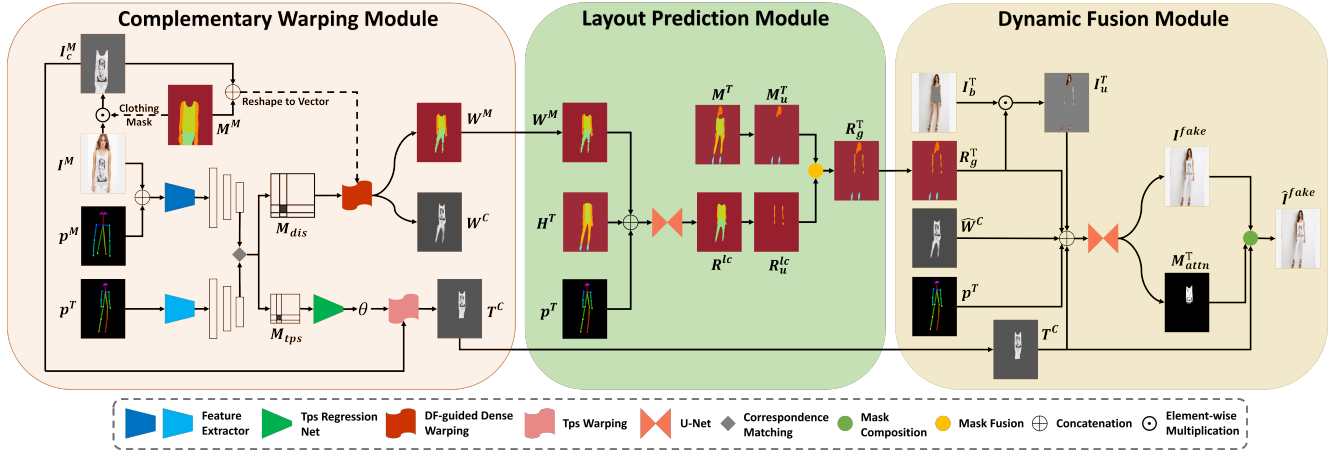 Complementary Warping Module
Layout Prediction Module
Dynamic Fusion Module
I_c^M
Clothing
Mask
M^M
Reshape to Vector
I^M
p^M
p^T
M_dis
M_tps
θ
W^M
W^C
T^C
W^M
H^T
p^T
M^T
M_u^T
R^lc
R_u^lc
R_g^T
I_b^T
I_u^T
R_g^T
Ŵ^C
p^T
T^C
I^fake
M_attn^T
Î^fake
Feature
Extractor
Tps Regression
Net
DF-guided Dense
Warping
Tps Warping
U-Net
Correspondence
Matching
Mask
Composition
Mask Fusion
Concatenation
Element-wise
Multiplication